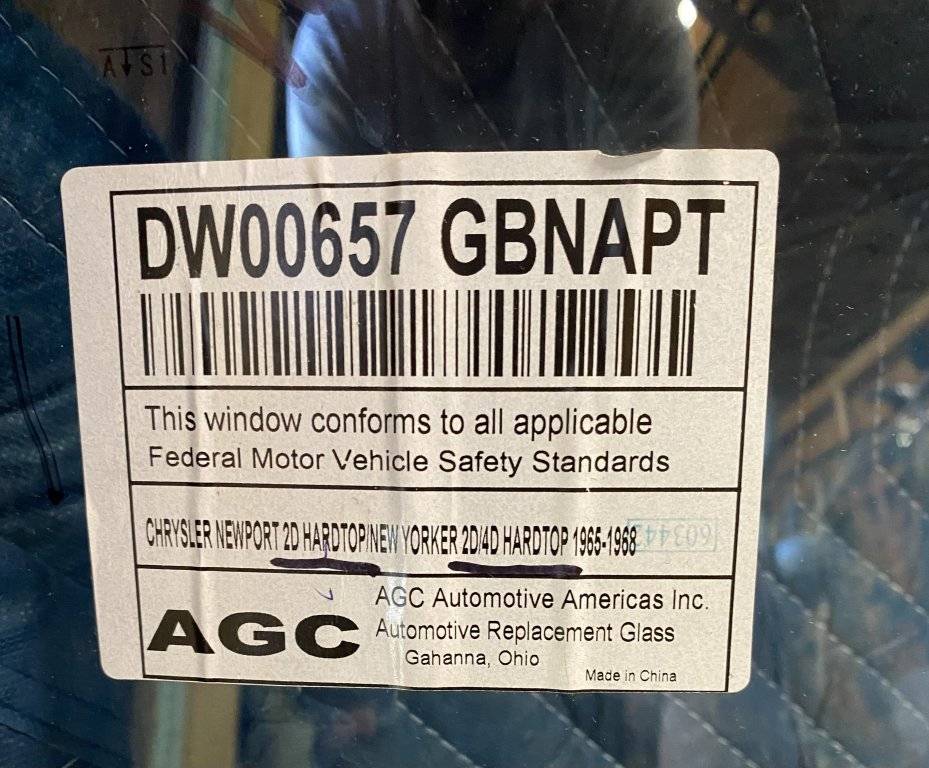 A↓S1
DW00657 GBNAPT
This window conforms to all applicable
Federal Motor Vehicle Safety Standards
CHRYSLER NEWPORT 2D HARDTOP/NEW YORKER 2D/4D HARDTOP 1965-1968
AGC
AGC Automotive Americas Inc.
Automotive Replacement Glass
Gahanna, Ohio
Made in China